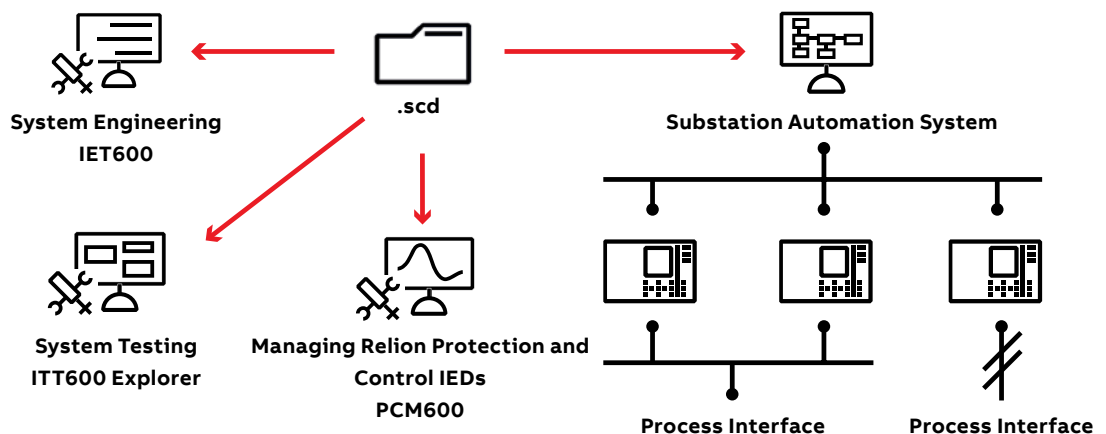 .scd
System Engineering
IET600
Substation Automation System
System Testing
ITT600 Explorer
Managing Relion Protection and
Control IEDs
PCM600
Process Interface
Process Interface